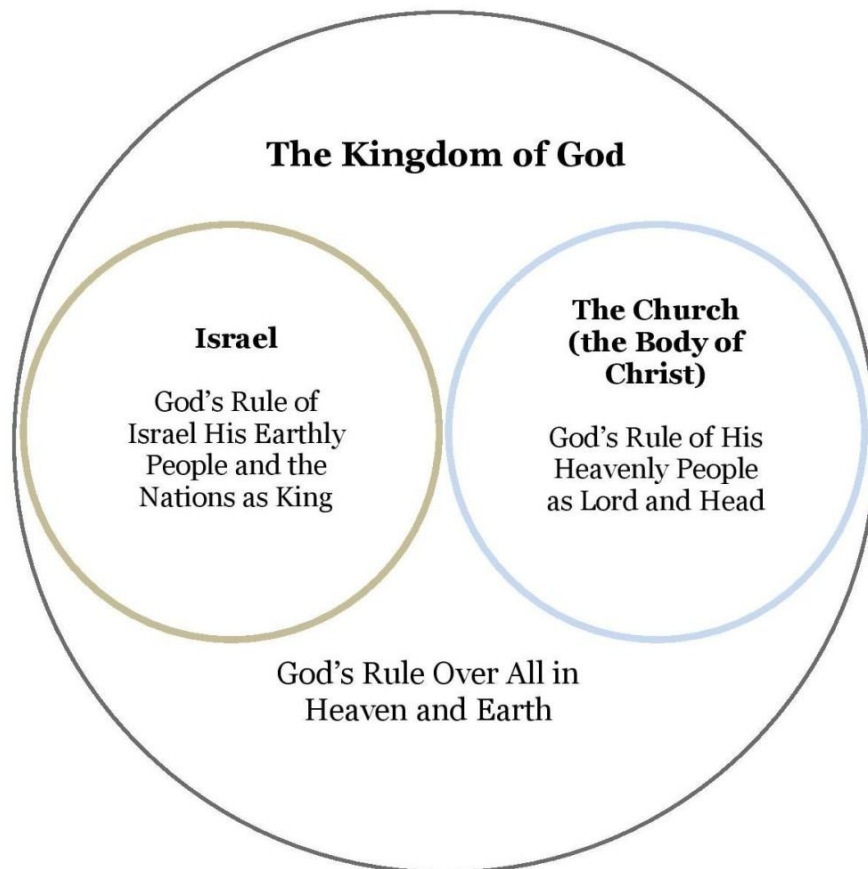 The Kingdom of God
Israel
God’s Rule of
Israel His Earthly
People and the
Nations as King
The Church
(the Body of
Christ)
God’s Rule of His
Heavenly People
as Lord and Head
God’s Rule Over All in
Heaven and Earth